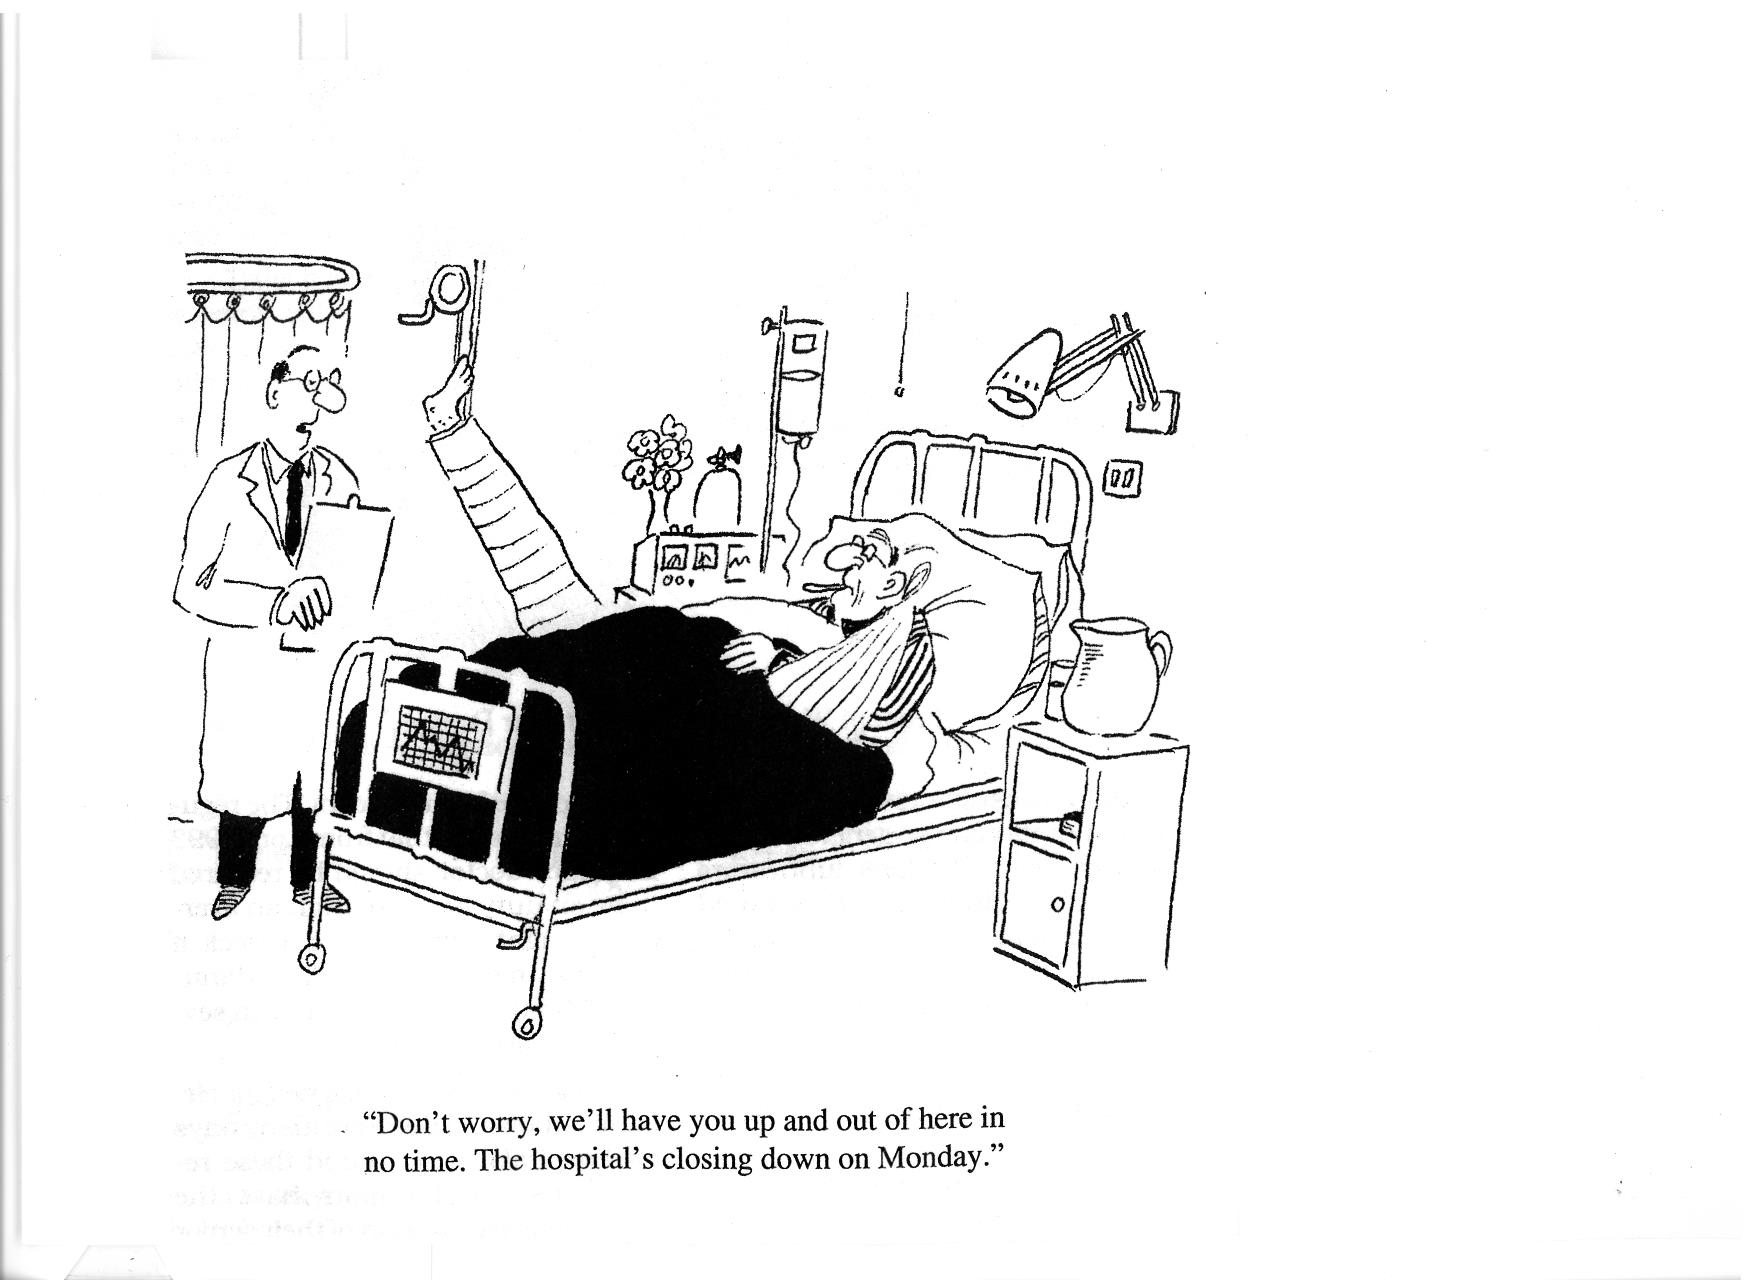 “Don’t worry, we’ll have you up and out of here in
no time. The hospital’s closing down on Monday.”